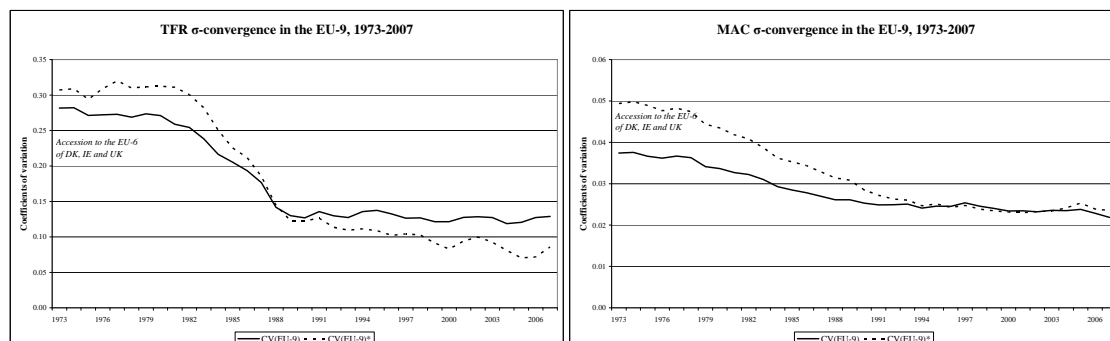 TFR σ-convergence in the EU-9, 1973-2007
0.35
0.30
0.25
0.20
0.15
0.10
0.05
0.00
Coefficients of variation
Accession to the EU-6
of DK, IE and UK
1973 1976 1979 1982 1985 1988 1991 1994 1997 2000 2003 2006
CV(EU-9) CV(EU-9)*
MAC σ-convergence in the EU-9, 1973-2007
0.06
0.05
0.04
0.03
0.02
0.01
0.00
Coefficients of variation
Accession to the EU-6
of DK, IE and UK
1973 1976 1979 1982 1985 1988 1991 1994 1997 2000 2003 2006
CV(EU-9) CV(EU-9)*